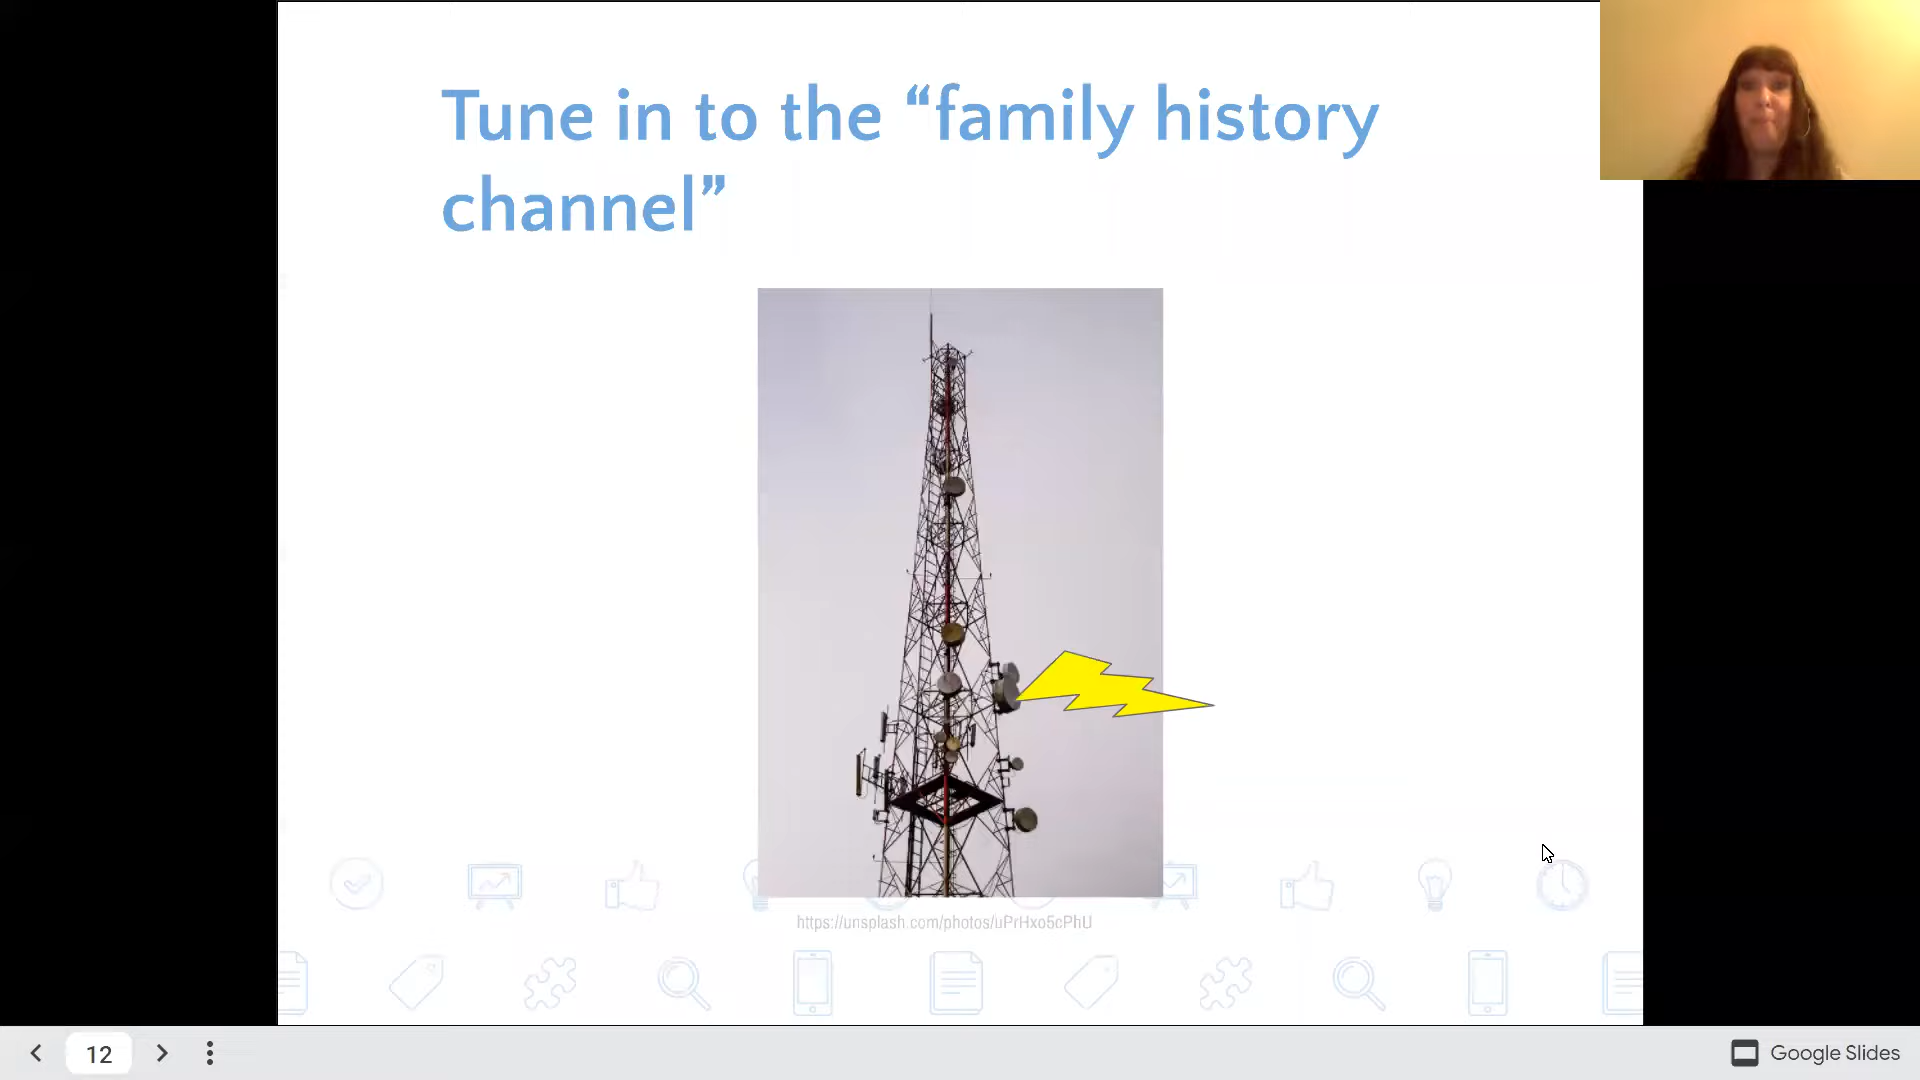 Tune in to the “family history
channel”
https://unsplash.com/photos/uPrHxo5cPhU
12
Google Slides